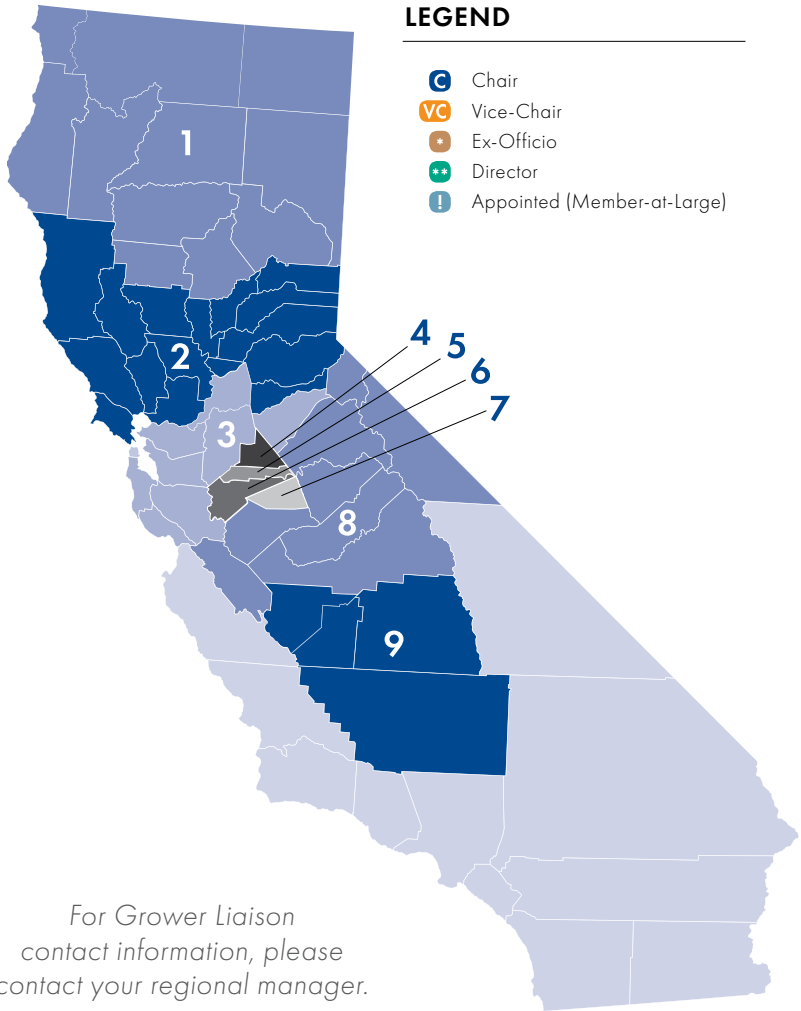 LEGEND
C Chair
VC Vice-Chair
* Ex-Officio
** Director
! Appointed (Member-at-Large)
1
2
3
4
5
6
7
8
9
For Grower Liaison
contact information, please
contact your regional manager.